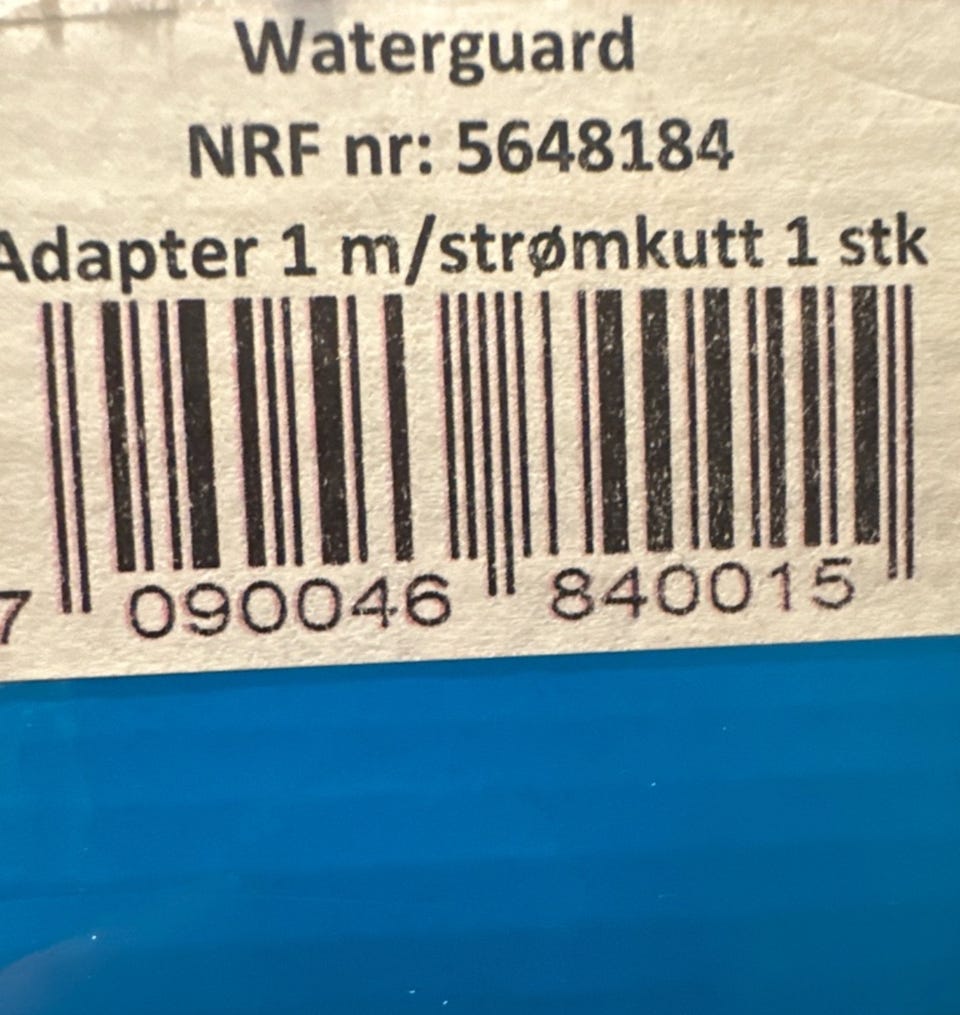 Waterguard
NRF nr: 5648184
Adapter 1 m/strømkutt 1 stk
7 090046 840015